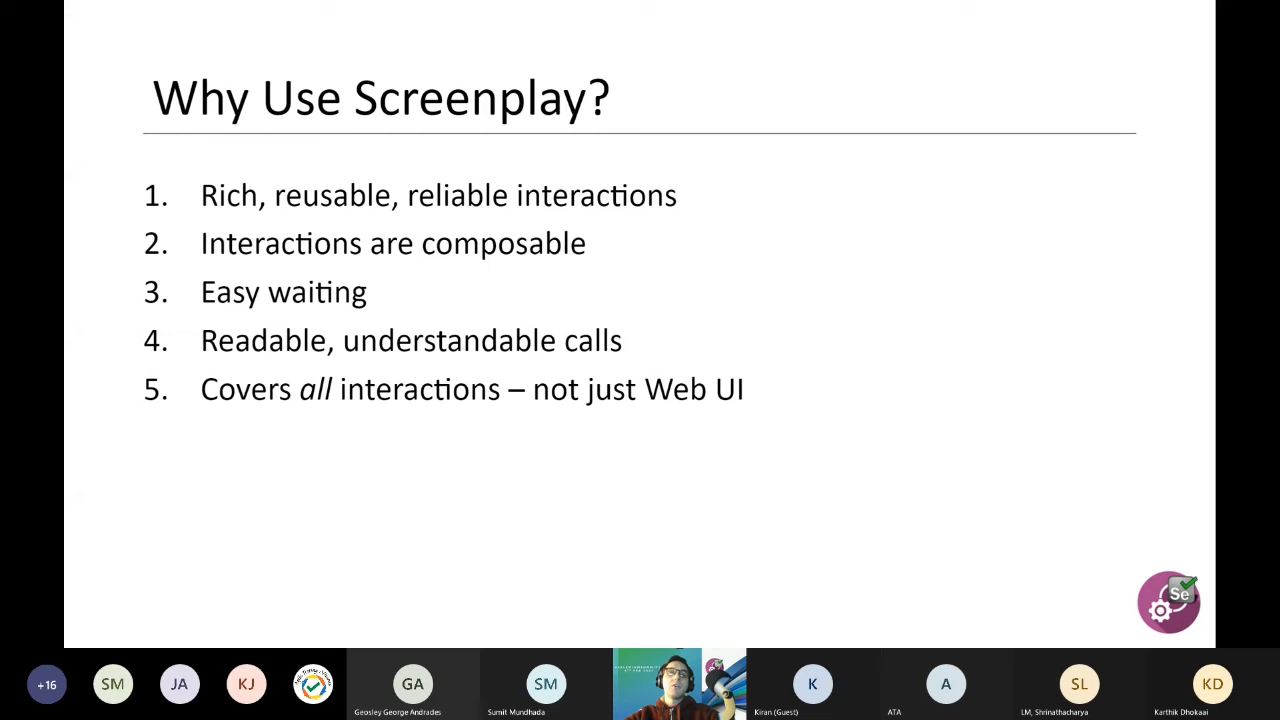 Why Use Screenplay?
1. Rich, reusable, reliable interactions
2. Interactions are composable
3. Easy waiting
4. Readable, understandable calls
5. Covers all interactions – not just Web UI
Se
+16
SM
JA
KJ
GA
SM
K
A
SL
KD
Geosley George Andrades
Sumit Mundhada
Kiran (Guest)
ATA
LM, Shrinathacharya
Karthik Dhokaai